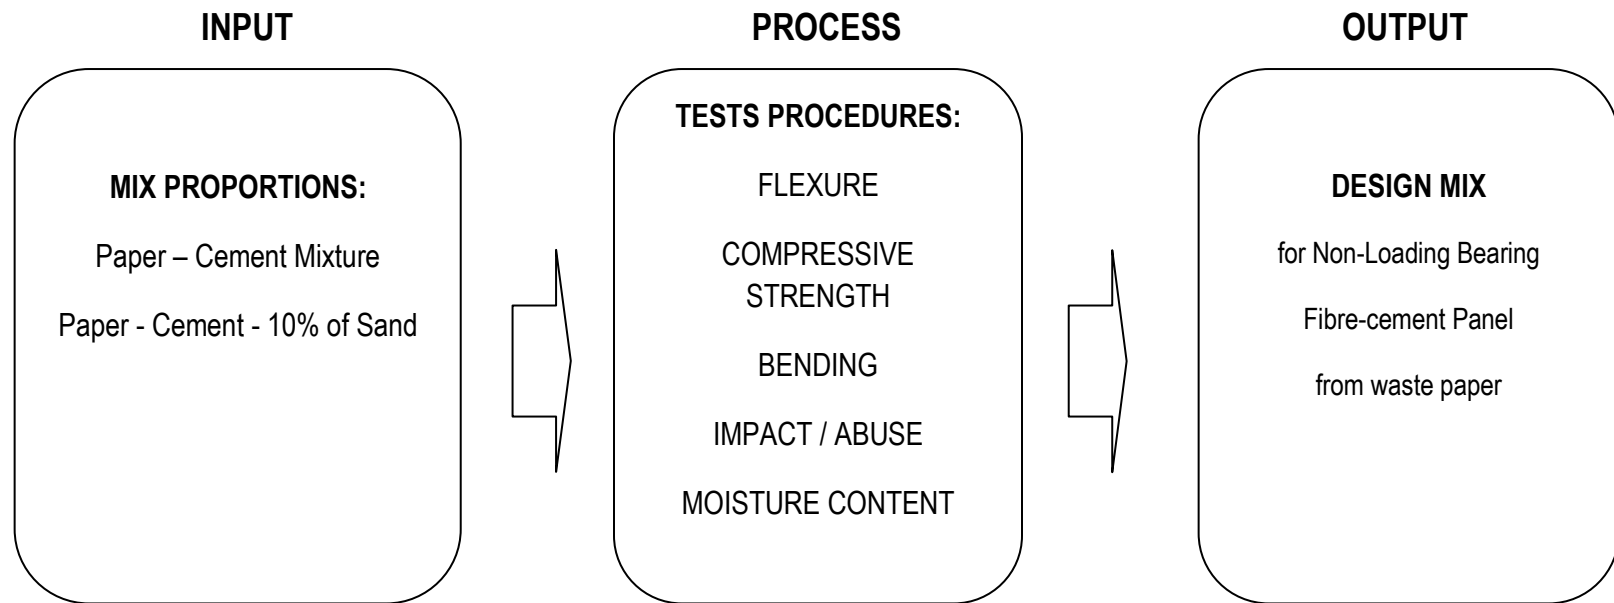 INPUT
MIX PROPORTIONS:
Paper – Cement Mixture
Paper - Cement - 10% of Sand
PROCESS
TESTS PROCEDURES:
FLEXURE
COMPRESSIVE
STRENGTH
BENDING
IMPACT / ABUSE
MOISTURE CONTENT
OUTPUT
DESIGN MIX
for Non-Loading Bearing
Fibre-cement Panel
from waste paper